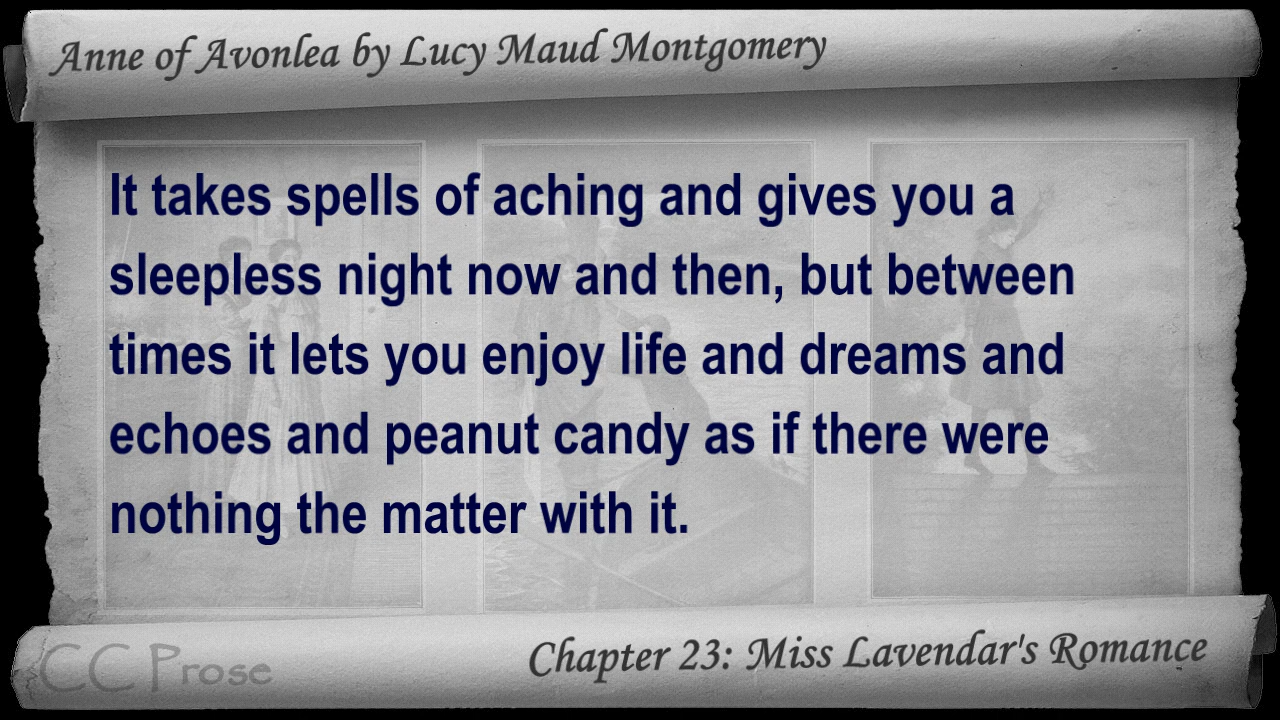 Anne of Avonlea by Lucy Maud Montgomery
It takes spells of aching and gives you a
sleepless night now and then, but between
times it lets you enjoy life and dreams and
echoes and peanut candy as if there were
nothing the matter with it.
CC Prose
Chapter 23: Miss Lavendar's Romance